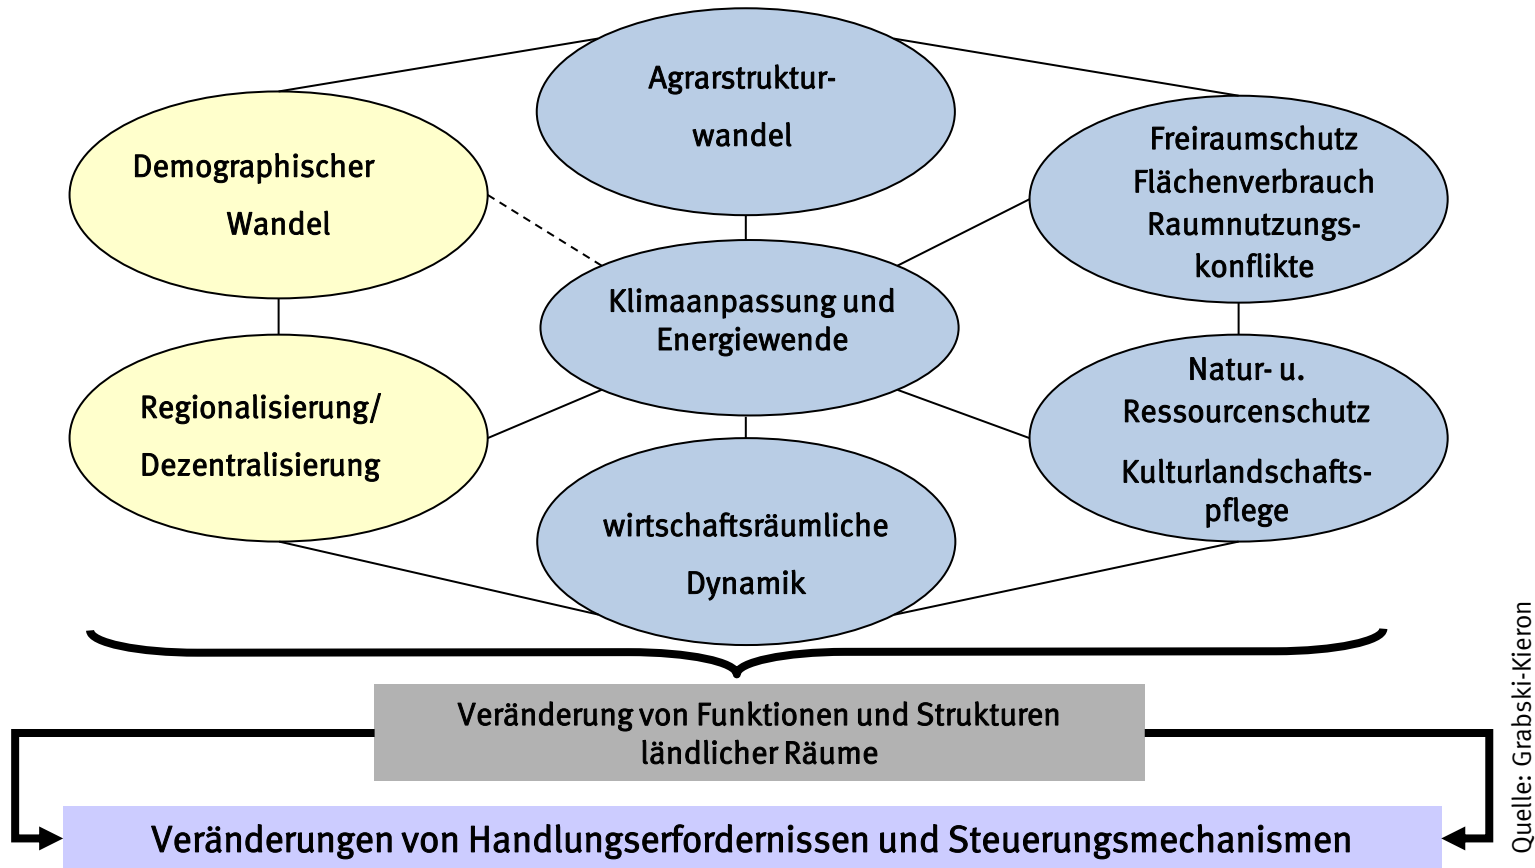 Agrarstruktur-
wandel
Demographischer
Wandel
Freiraumschutz
Flächenverbrauch
Raumnutzungs-
konflikte
Klimaanpassung und
Energiewende
Regionalisierung/
Dezentralisierung
Natur- u.
Ressourcenschutz
Kulturlandschafts-
pflege
wirtschaftsräumliche
Dynamik
Veränderung von Funktionen und Strukturen
ländlicher Räume
Veränderungen von Handlungserfordernissen und Steuerungsmechanismen
Quelle: Grabski-Kieron